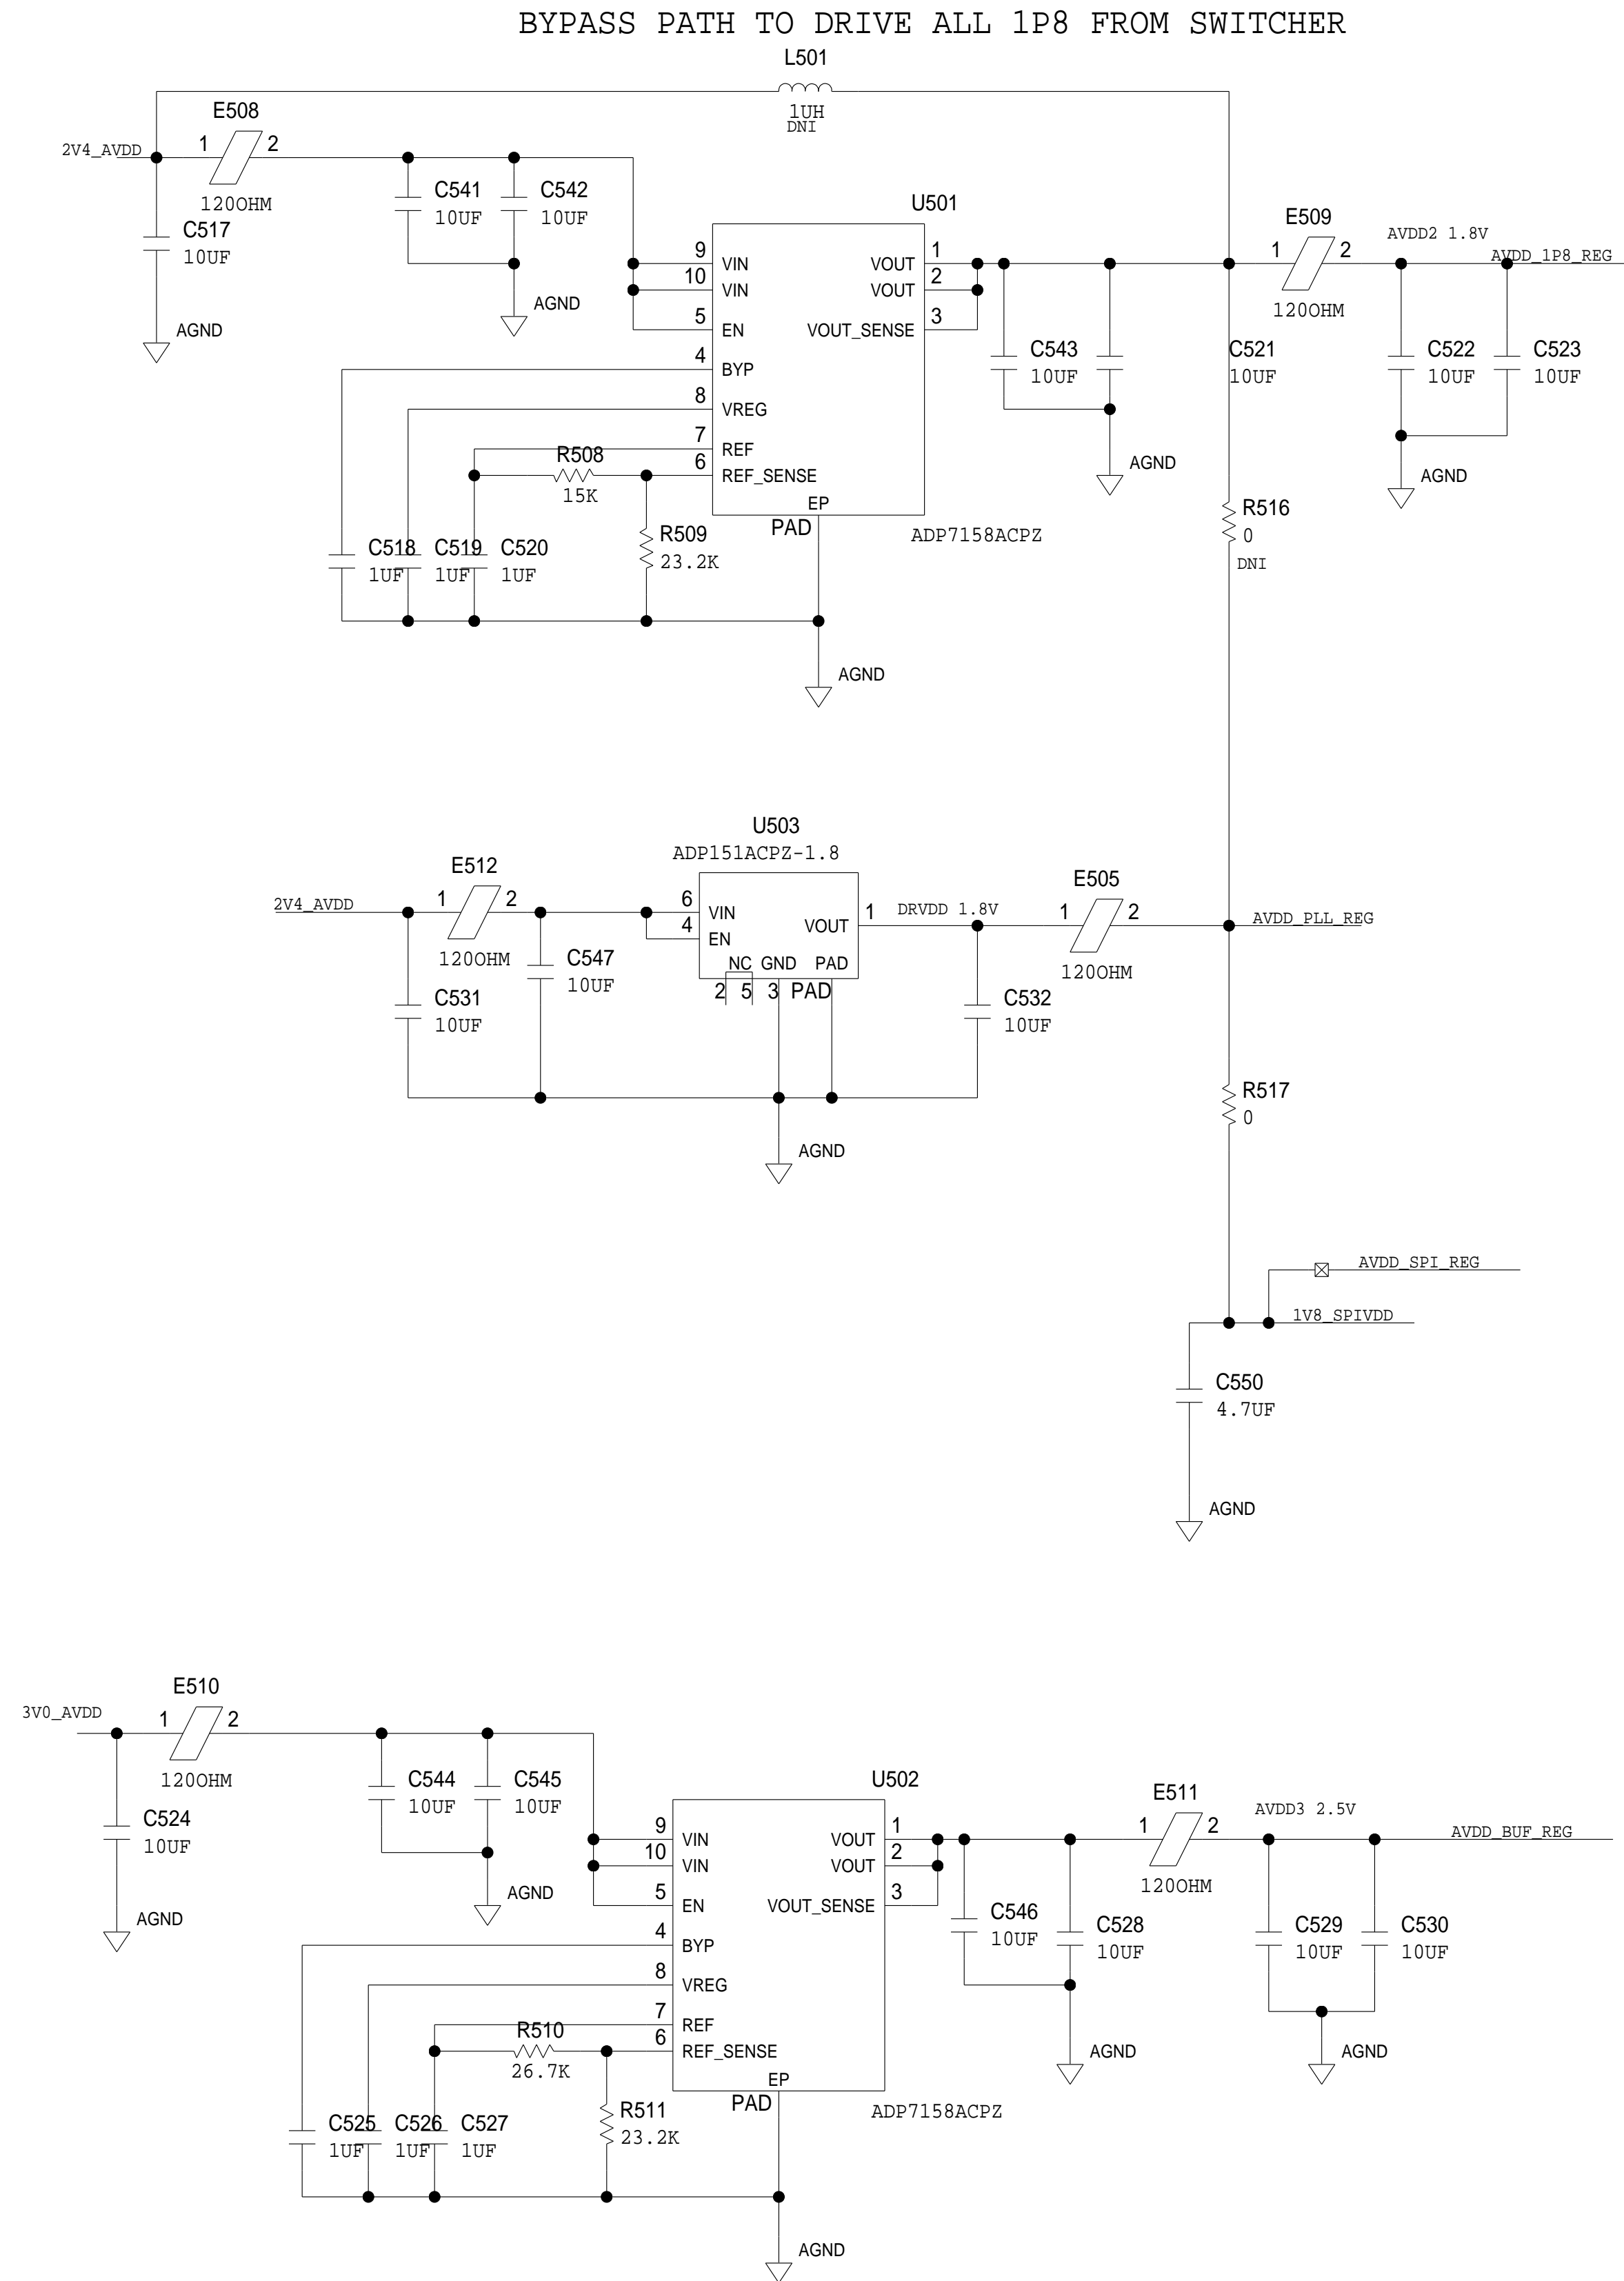 BYPASS PATH TO DRIVE ALL 1P8 FROM SWITCHER
L501
1UH
DNI
E508
2V4_AVDD
1
2
120OHM
C517
10UF
AGND
C541
10UF
C542
10UF
AGND
U501
9
VIN
10
VIN
5
EN
4
BYP
8
VREG
7
REF
6
REF_SENSE
VOUT
1
VOUT
2
VOUT_SENSE
3
EP
PAD
ADP7158ACPZ
R508
15K
R509
23.2K
C518
1UF
C519
1UF
C520
1UF
AGND
C543
10UF
C521
10UF
AGND
E509
1
2
120OHM
AVDD2 1.8V
AVDD_1P8_REG
C522
10UF
C523
10UF
AGND
R516
0
DNI
U503
ADP151ACPZ-1.8
E512
2V4_AVDD
1
2
120OHM
C531
10UF
C547
10UF
6
VIN
4
EN
VOUT
1
NC
GND
PAD
2
5
3
PAD
DRVDD 1.8V
C532
10UF
E505
1
2
120OHM
AVDD_PLL_REG
AGND
R517
0
AVDD_SPI_REG
1V8_SPIVDD
C550
4.7UF
AGND
E510
3V0_AVDD
1
2
120OHM
C524
10UF
AGND
C544
10UF
C545
10UF
AGND
U502
9
VIN
10
VIN
5
EN
4
BYP
8
VREG
7
REF
6
REF_SENSE
VOUT
1
VOUT
2
VOUT_SENSE
3
EP
PAD
ADP7158ACPZ
R510
26.7K
R511
23.2K
C525
1UF
C526
1UF
C527
1UF
AGND
C546
10UF
C528
10UF
AGND
E511
1
2
120OHM
AVDD3 2.5V
AVDD_BUF_REG
C529
10UF
C530
10UF
AGND